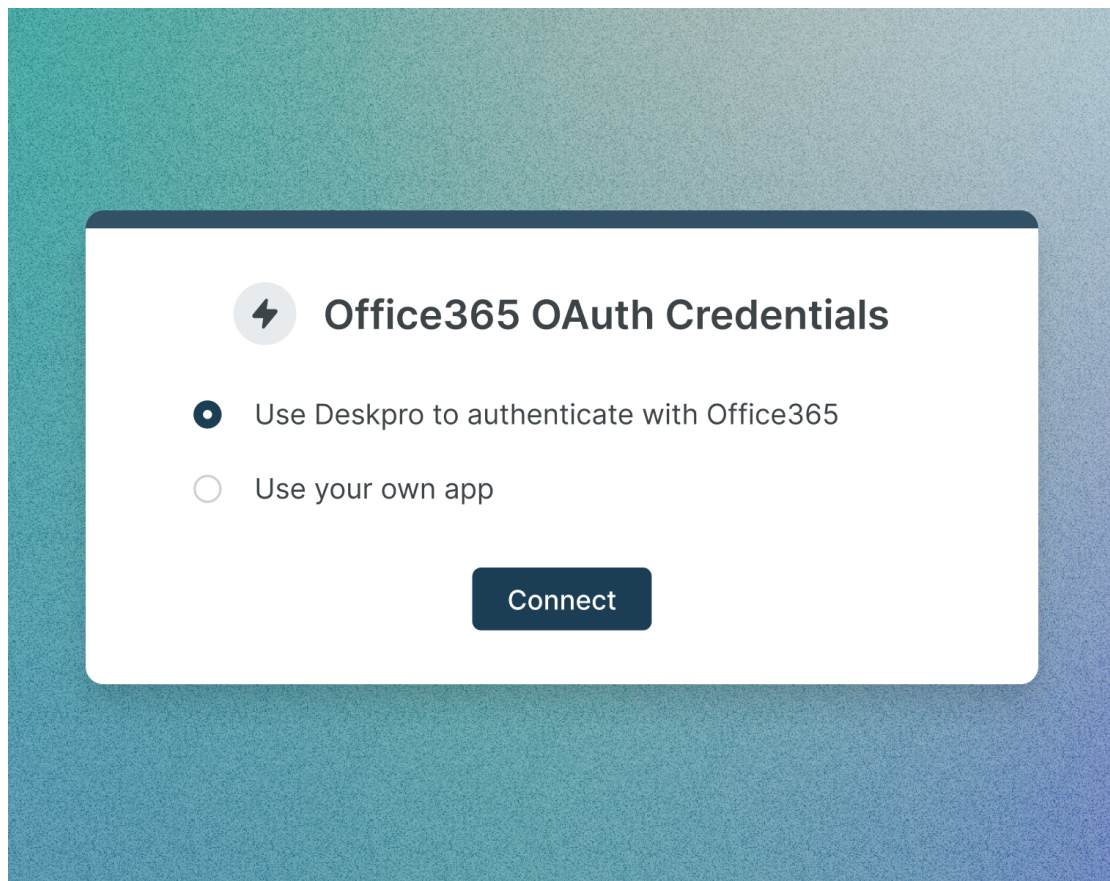 Office365 OAuth Credentials
Use Deskpro to authenticate with Office365
Use your own app
Connect